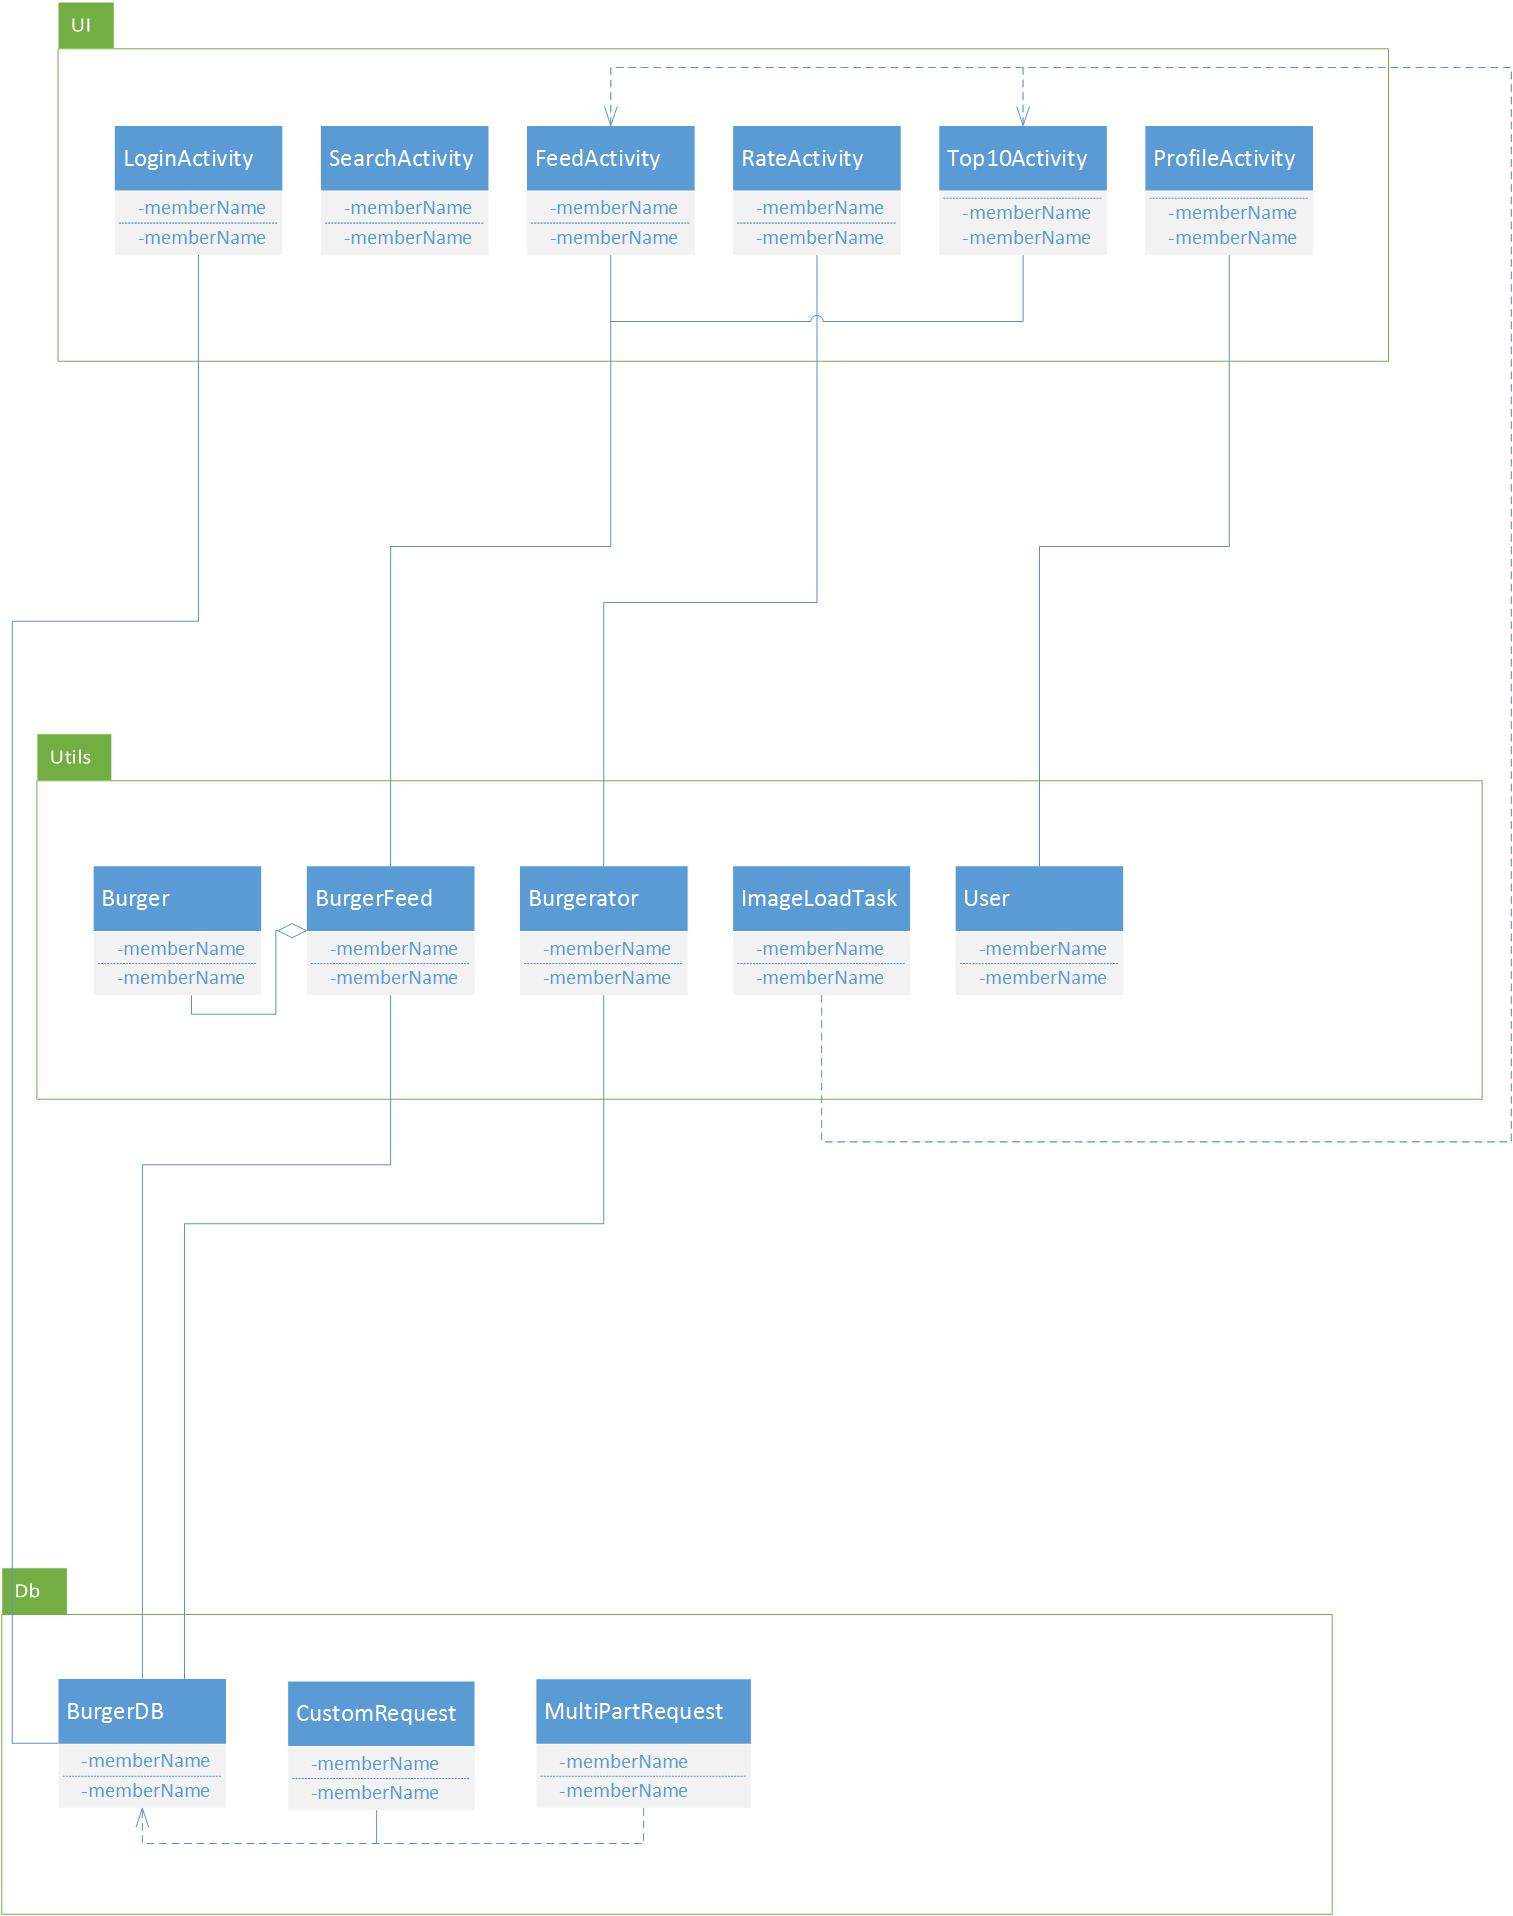 UI
LoginActivity
-memberName
-memberName
SearchActivity
-memberName
-memberName
FeedActivity
-memberName
-memberName
RateActivity
-memberName
-memberName
Top10Activity
-memberName
-memberName
ProfileActivity
-memberName
-memberName
Utils
Burger
-memberName
-memberName
BurgerFeed
-memberName
-memberName
Burgerator
-memberName
-memberName
ImageLoadTask
-memberName
-memberName
User
-memberName
-memberName
Db
BurgerDB
-memberName
-memberName
CustomRequest
-memberName
-memberName
MultiPartRequest
-memberName
-memberName